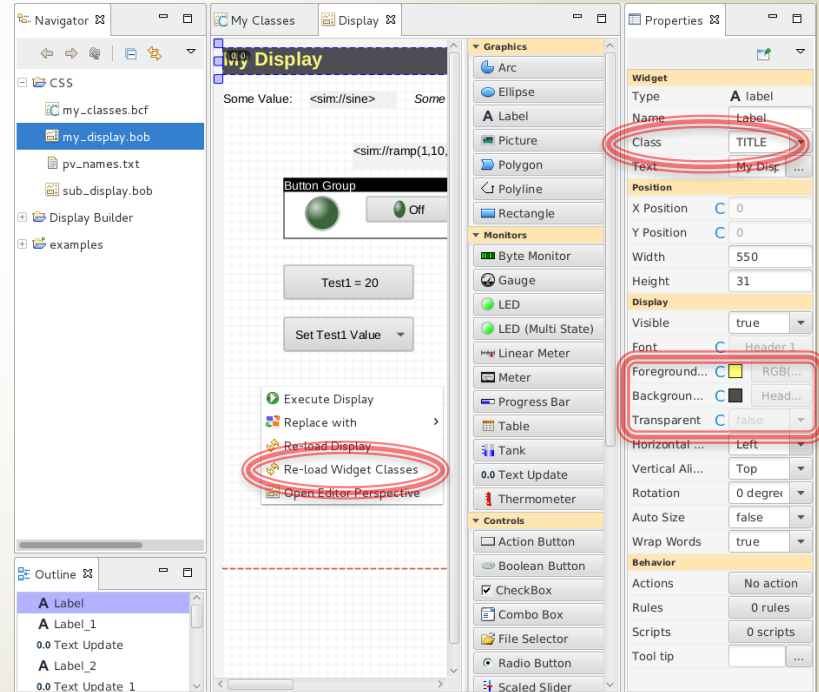 Navigator
CSS
my_classes.bcf
my_display.bob
pv_names.txt
sub_display.bob
Display Builder
examples
Outline
Label
Label_1
0.0 Text Update
Label_2
0.0 Text Update_1
My Classes
Display
0,0
My Display
Some Value:
<sim://sine>
Some
<sim://ramp(1,10,
Button Group
Off
Test1 = 20
Set Test1 Value
Execute Display
Replace with
Re-load Display
Re-load Widget Classes
Open Editor Perspective
Graphics
Arc
Ellipse
A Label
Picture
Polygon
Polyline
Rectangle
Monitors
Byte Monitor
Gauge
LED
LED (Multi State)
Linear Meter
Meter
Progress Bar
Table
Tank
0.0 Text Update
Thermometer
Controls
Action Button
Boolean Button
CheckBox
Combo Box
File Selector
Radio Button
Scaled Slider
Properties
Widget
Type A label
Name Label
Class TITLE
Text My Disp ...
Position
X Position C 0
Y Position C 0
Width 550
Height 31
Display
Visible true
Font C Header 1
Foreground... C RGB(...
Backgroun... C Head...
Transparent C false
Horizontal ... Left
Vertical Ali... Top
Rotation 0 degree
Auto Size false
Wrap Words true
Behavior
Actions No action
Rules 0 rules
Scripts 0 scripts
Tool tip ...